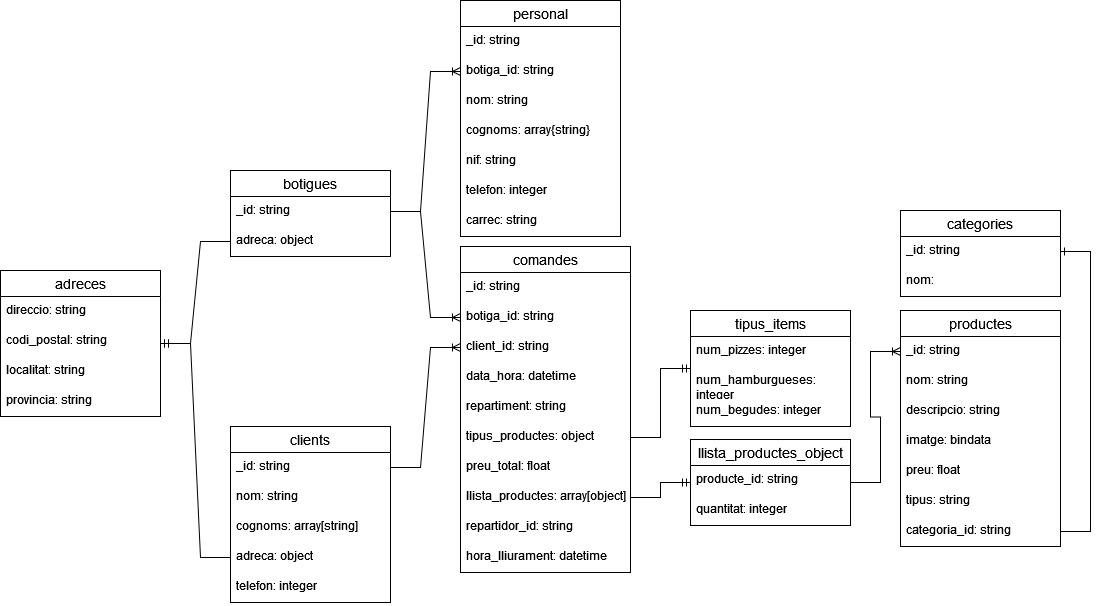 personal
_id: string
botiga_id: string
nom: string
cognoms: array{string}
nif: string
telefon: integer
carrec: string
botigues
_id: string
adreca: object
adreces
direccio: string
codi_postal: string
localitat: string
provincia: string
clients
_id: string
nom: string
cognoms: array[string]
adreca: object
telefon: integer
comandes
_id: string
botiga_id: string
client_id: string
data_hora: datetime
repartiment: string
tipus_productes: object
preu_total: float
llista_productes: array[object]
repartidor_id: string
hora_lliurament: datetime
tipus_items
num_pizzes: integer
num_hamburgueses:
integer
num_begudes: integer
llista_productes_object
producte_id: string
quantitat: integer
categories
_id: string
nom:
productes
_id: string
nom: string
descripcio: string
imatge: bindata
preu: float
tipus: string
categoria_id: string